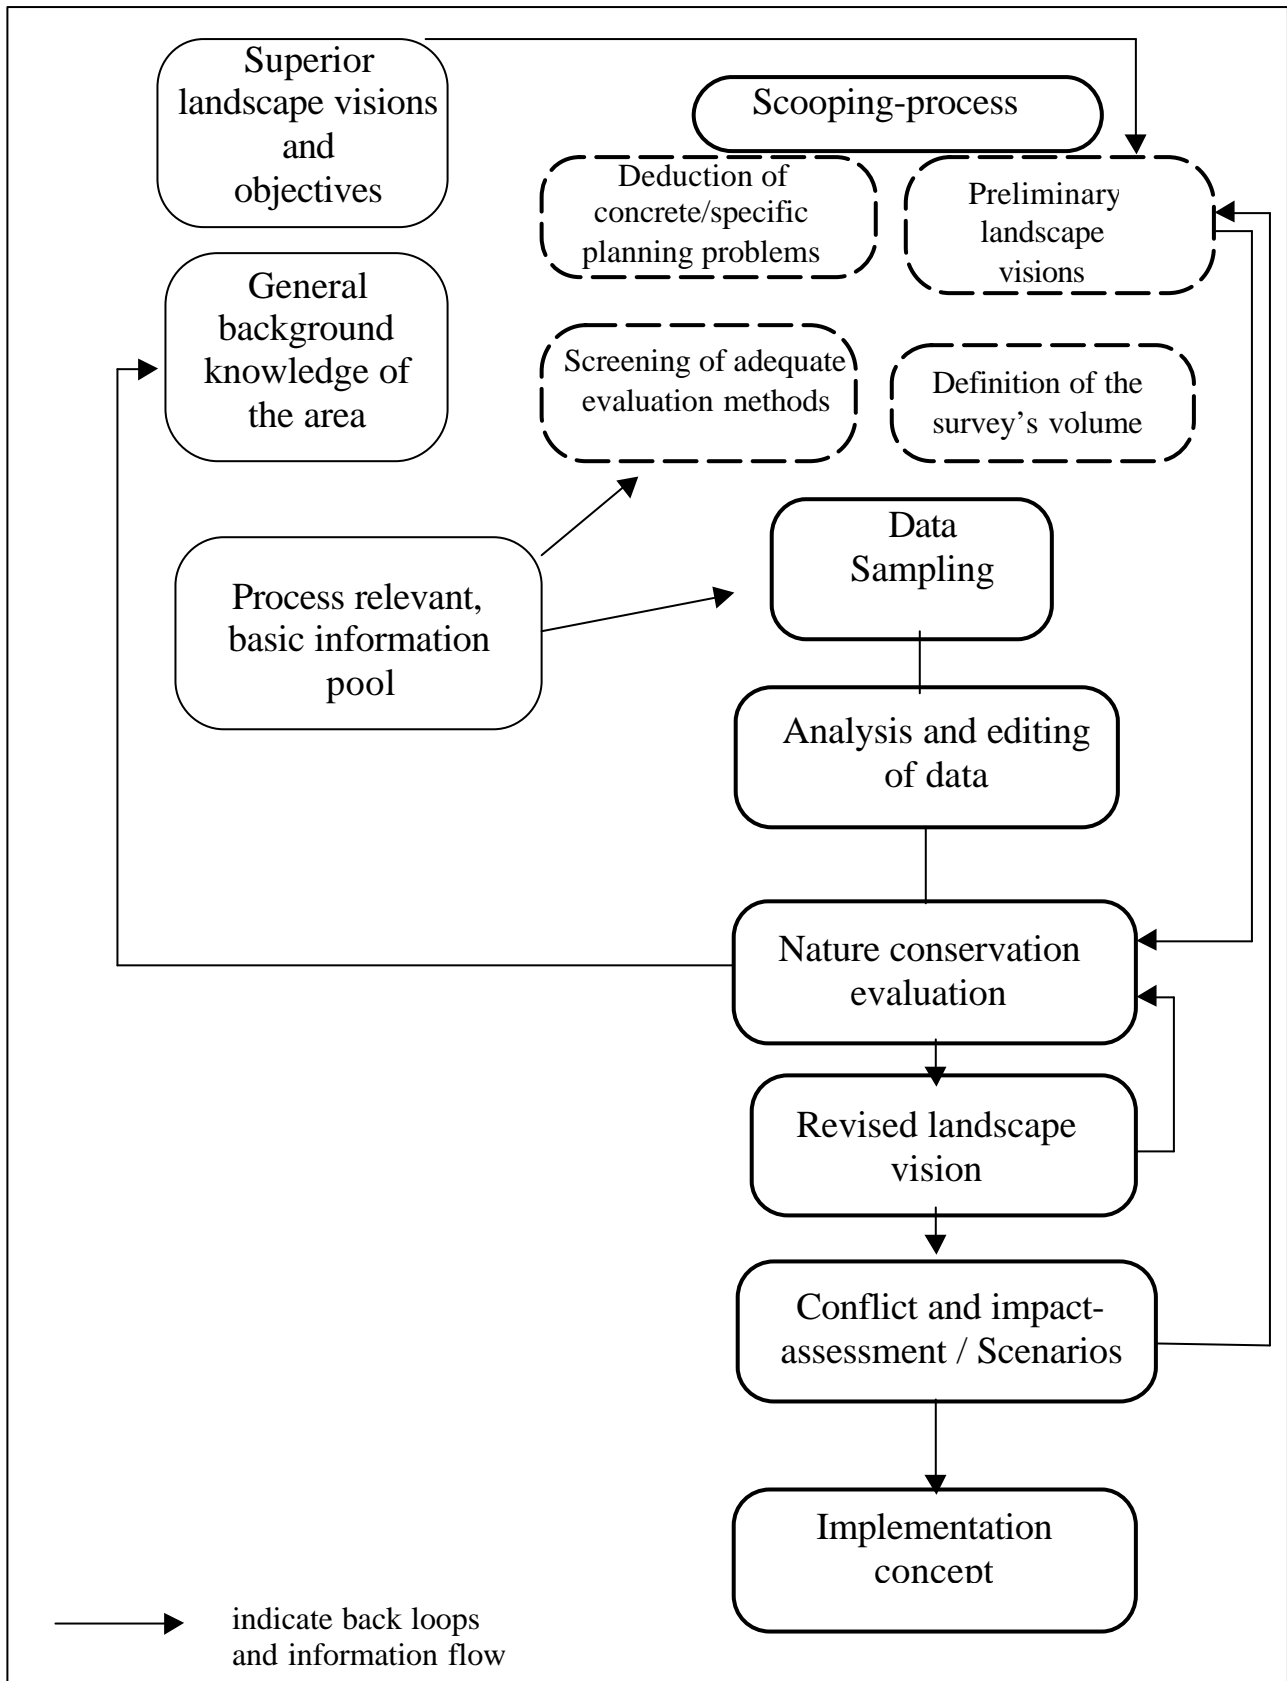 Superior
landscape visions
and
objectives
Scooping-process
Deduction of
concrete/specific
planning problems
Preliminary
landscape
visions
General
background
knowledge of
the area
Screening of adequate
evaluation methods
Definition of the
survey’s volume
Data
Sampling
Process relevant,
basic information
pool
Analysis and editing
of data
Nature conservation
evaluation
Revised landscape
vision
Conflict and impact-
assessment / Scenarios
Implementation
concept
indicate back loops
and information flow